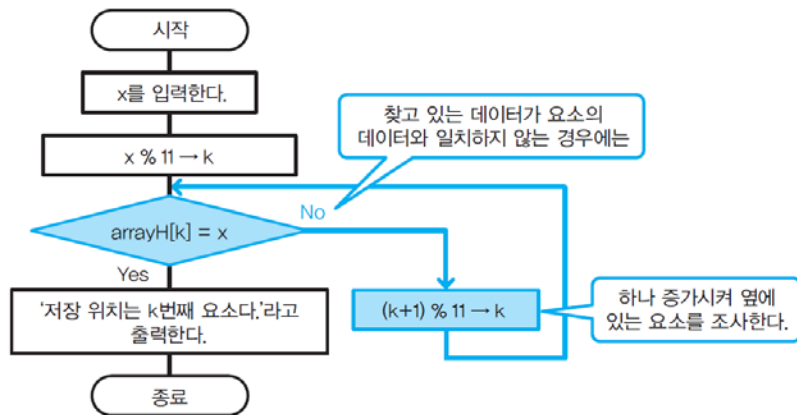 시작
x를 입력한다.
찾고 있는 데이터가 요소의
데이터와 일치하지 않는 경우에는
x % 11 → k
No
arrayH[k] = x
Yes
'저장 위치는 k번째 요소다.'라고
출력한다.
(k+1) % 11 → k
하나 증가시켜 옆에
있는 요소를 조사한다.
종료